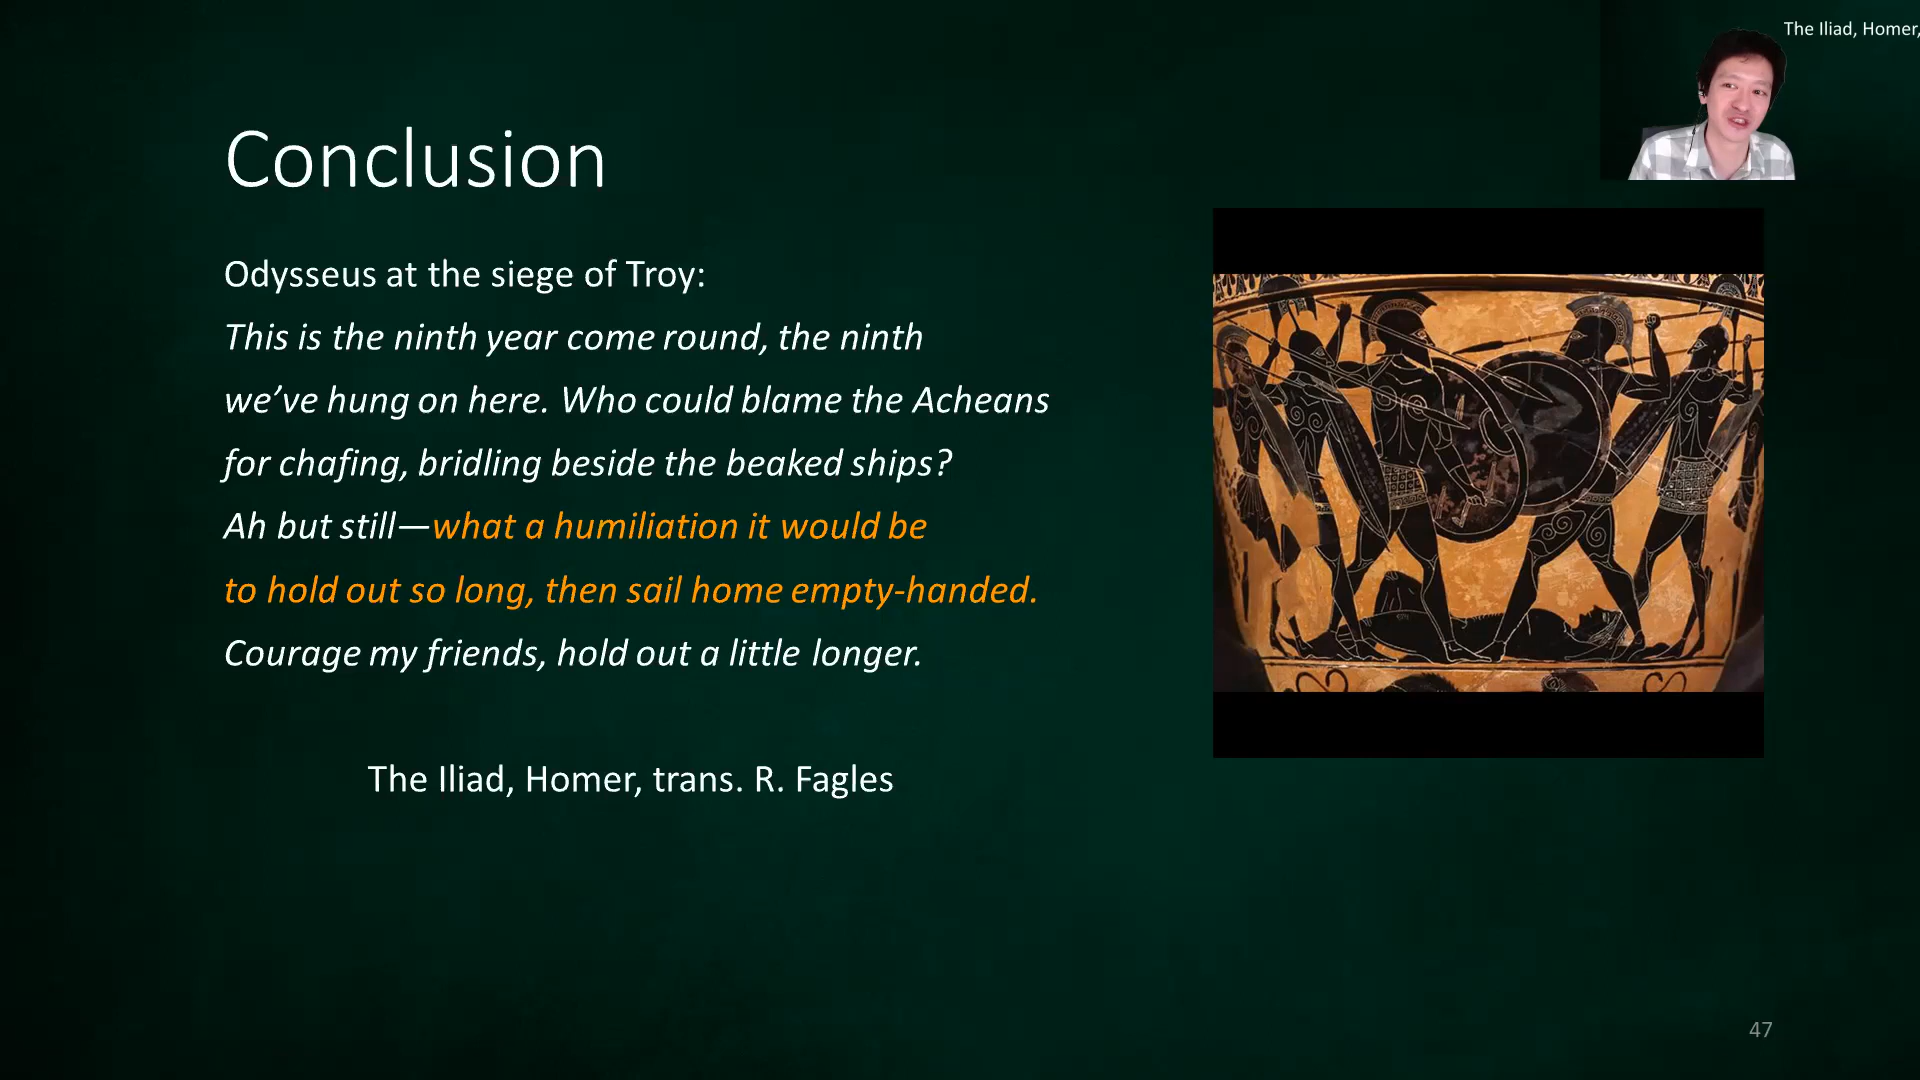 The Iliad, Homer,
Conclusion
Odysseus at the siege of Troy:
This is the ninth year come round, the ninth
we’ve hung on here. Who could blame the Acheans
for chafing, bridling beside the beaked ships?
Ah but still—what a humiliation it would be
to hold out so long, then sail home empty-handed.
Courage my friends, hold out a little longer.
The Iliad, Homer, trans. R. Fagles
47